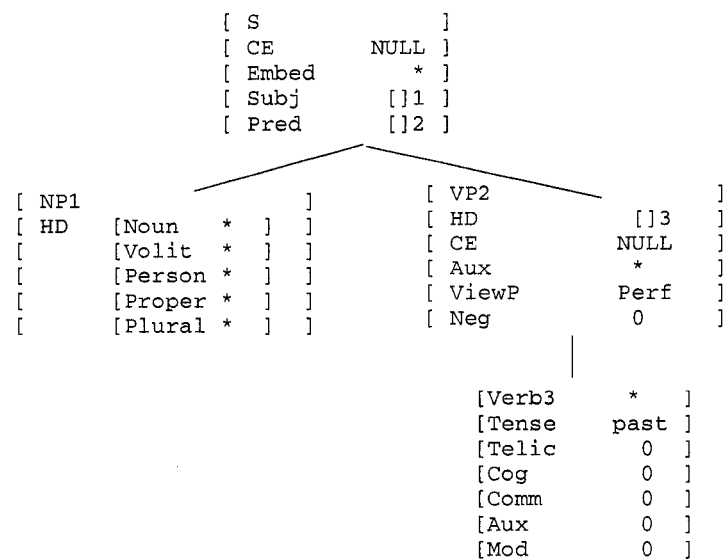 [ S ]
[ CE NULL ]
[ Embed * ]
[ Subj []1 ]
[ Pred []2 ]
[ NP1 ]
[ HD [Noun * ] ]
[ [Volit * ] ]
[ [Person * ] ]
[ [Proper * ] ]
[ [Plural * ] ]
[ VP2 ]
[ HD []3 ]
[ CE NULL ]
[ Aux * ]
[ ViewP Perf ]
[ Neg 0 ]
[Verb3 * ]
[Tense past ]
[Telic 0 ]
[Cog 0 ]
[Comm 0 ]
[Aux 0 ]
[Mod 0 ]